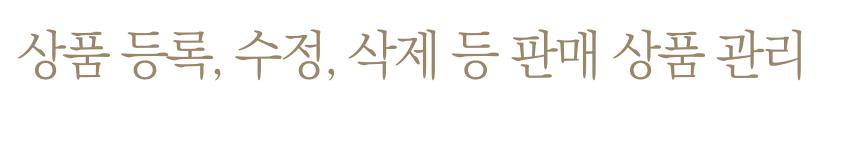 상품 등록, 수정, 삭제 등 판매 상품 관리